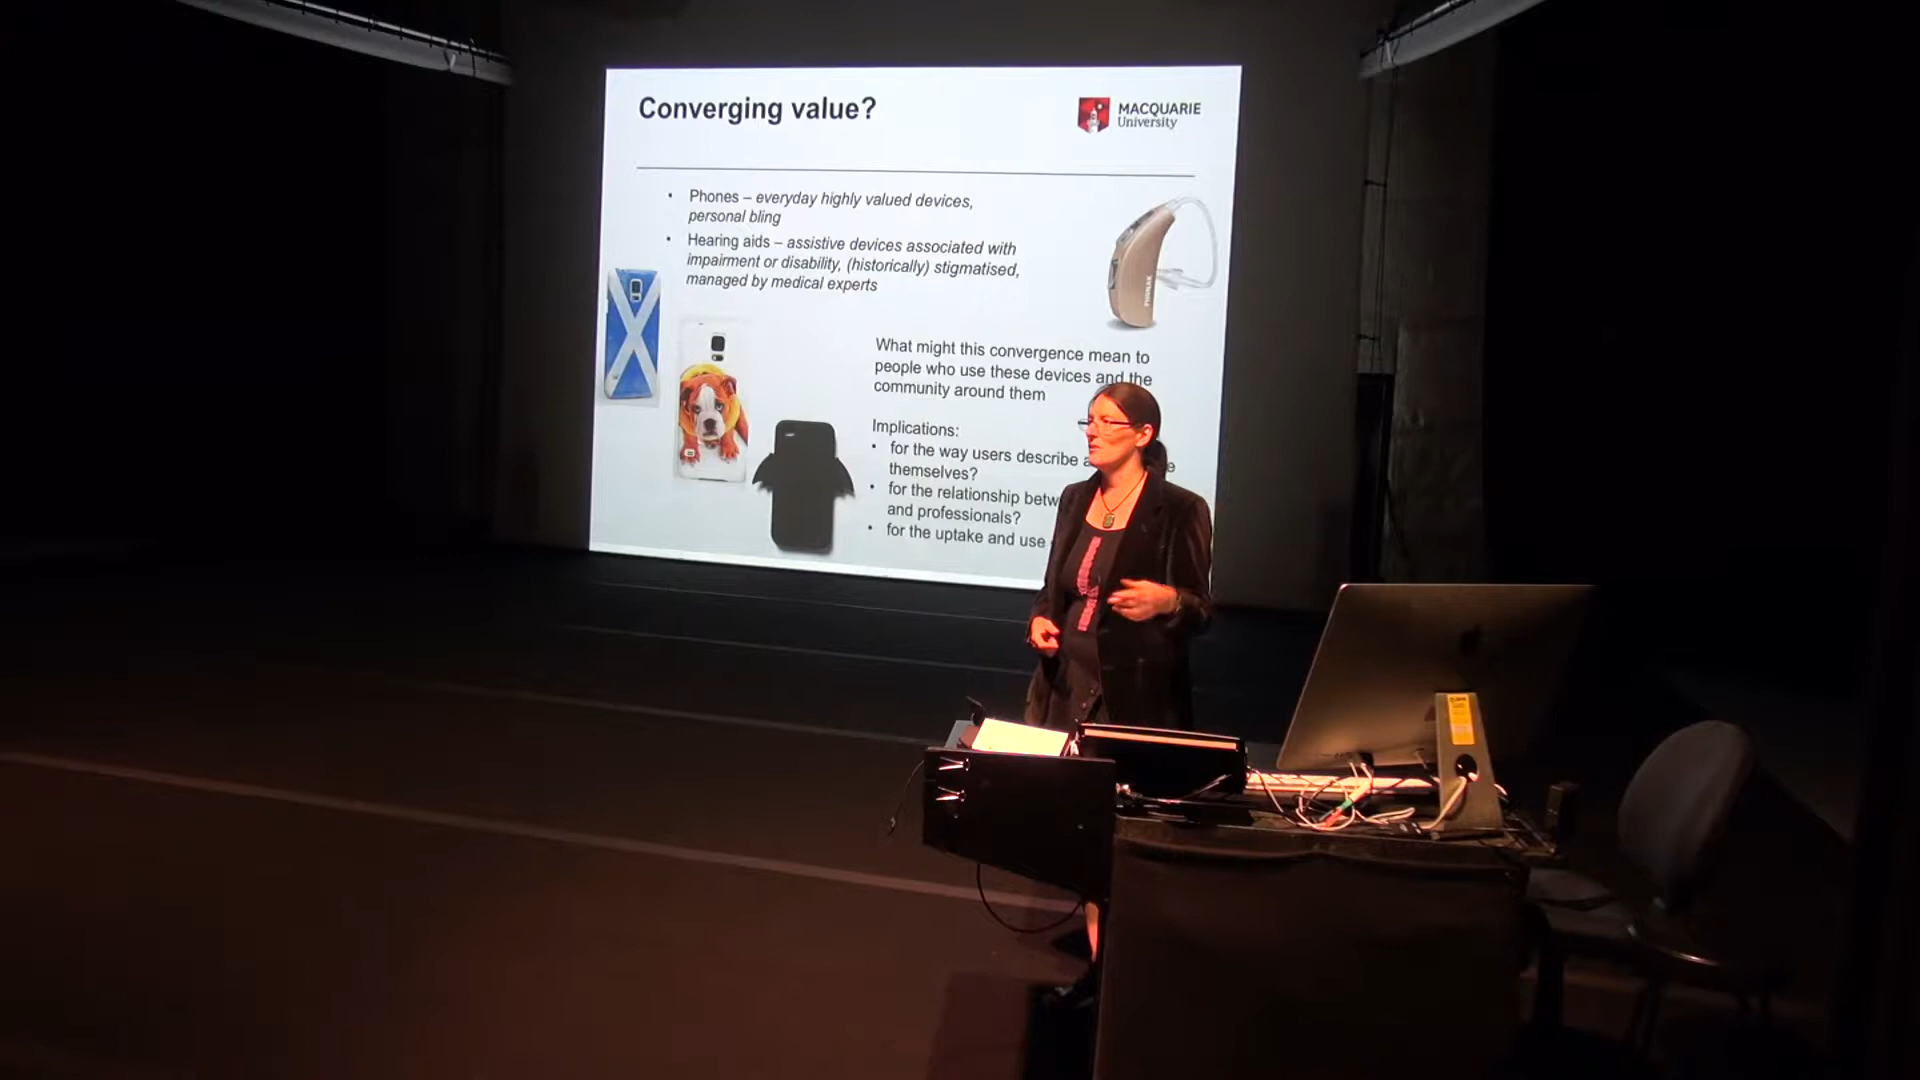 Converging value?
MACQUARIE
University
• Phones – everyday highly valued devices,
personal bling
• Hearing aids – assistive devices associated with
impairment or disability, (historically) stigmatised,
managed by medical experts
PHONAK
What might this convergence mean to
people who use these devices and the
community around them
Implications:
• for the way users describe
themselves?
• for the relationship
and professionals?
• for the uptake and use